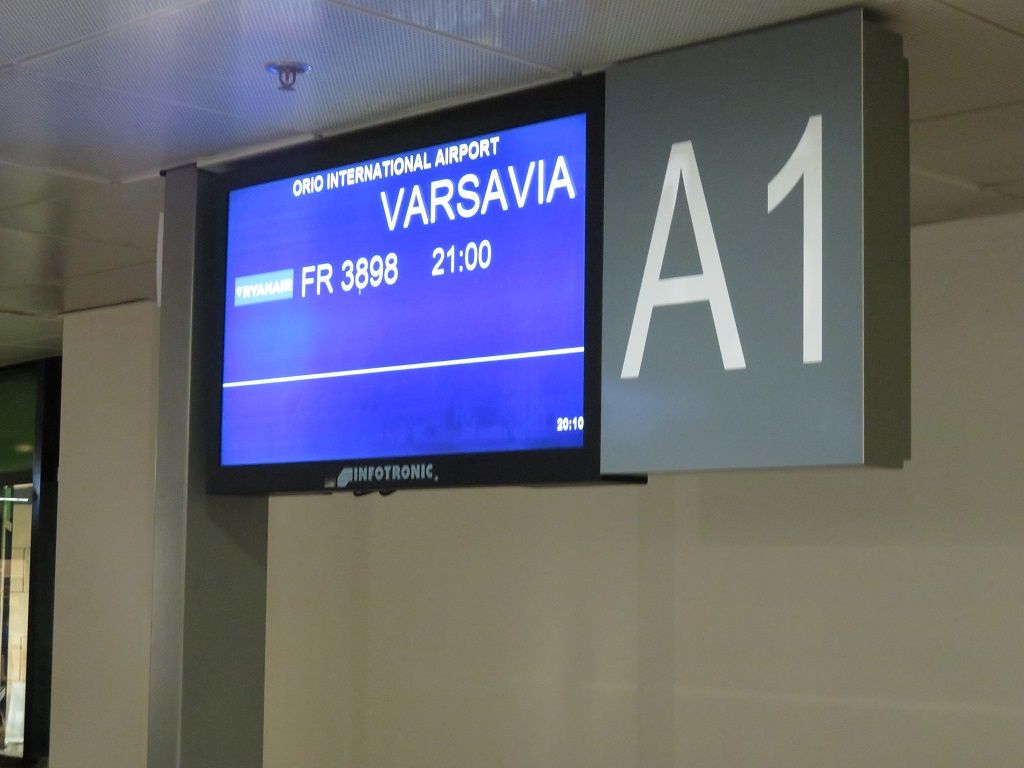 ORIO INTERNATIONAL AIRPORT
VARSAVIA
RYANAIR FR 3898 21:00
20:10
INFOTRONIC
A1